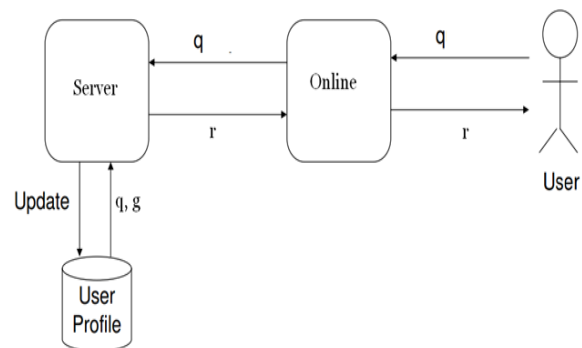 q
q
Server
Online
r
r
User
Update
q, g
User
Profile